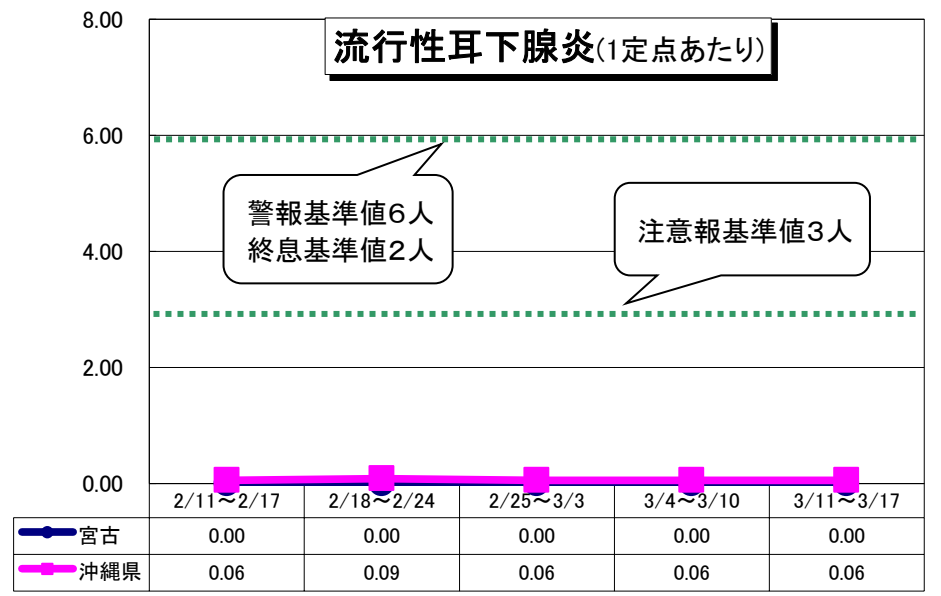 流行性耳下腺炎(1定点あたり)
8.00
6.00
警報基準値6人
終息基準値2人
注意報基準値3人
4.00
2.00
0.00
2/11～2/17 2/18～2/24 2/25～3/3 3/4～3/10 3/11～3/17
宮古 0.00 0.00 0.00 0.00 0.00
沖縄県 0.06 0.09 0.06 0.06 0.06